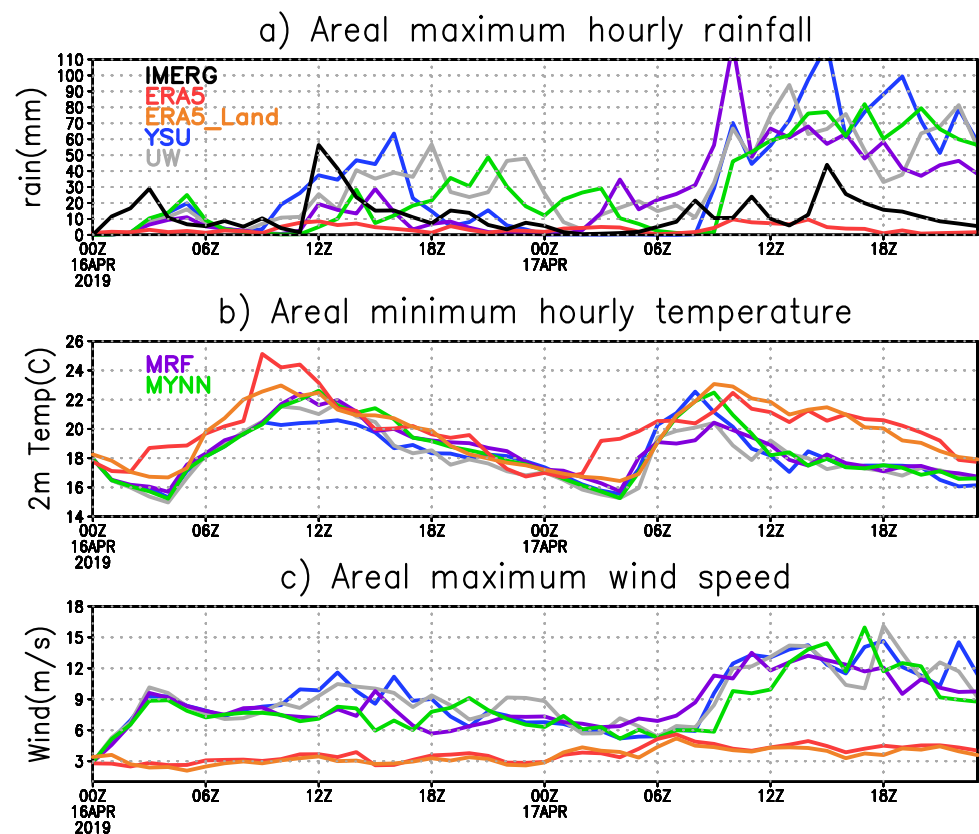 a) Areal maximum hourly rainfall
rain(mm)
110
100
90
80
70
60
50
40
30
20
10
0
IMERG
ERA5
ERA5_Land
YSU
UW
00Z 06Z 12Z 18Z 00Z 06Z 12Z 18Z
16APR 17APR
2019
b) Areal minimum hourly temperature
2m Temp(C)
26
24
22
20
18
16
14
MRF
MYNN
00Z 06Z 12Z 18Z 00Z 06Z 12Z 18Z
16APR 17APR
2019
c) Areal maximum wind speed
Wind(m/s)
18
15
12
9
6
3
00Z 06Z 12Z 18Z 00Z 06Z 12Z 18Z
16APR 17APR
2019